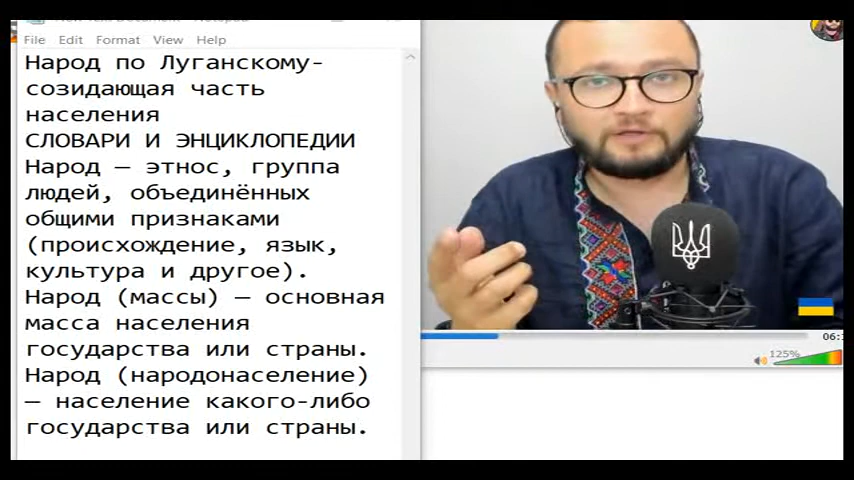 File Edit Format View Help
Народ по Луганскому-
созидающая часть
населения
СЛОВАРИ И ЭНЦИКЛОПЕДИИ
Народ — этнос, группа
людей, объединённых
общими признаками
(происхождение, язык,
культура и другое).
Народ (массы) — основная
масса населения
государства или страны.
Народ (народонаселение)
— население какого-либо
государства или страны.
125%